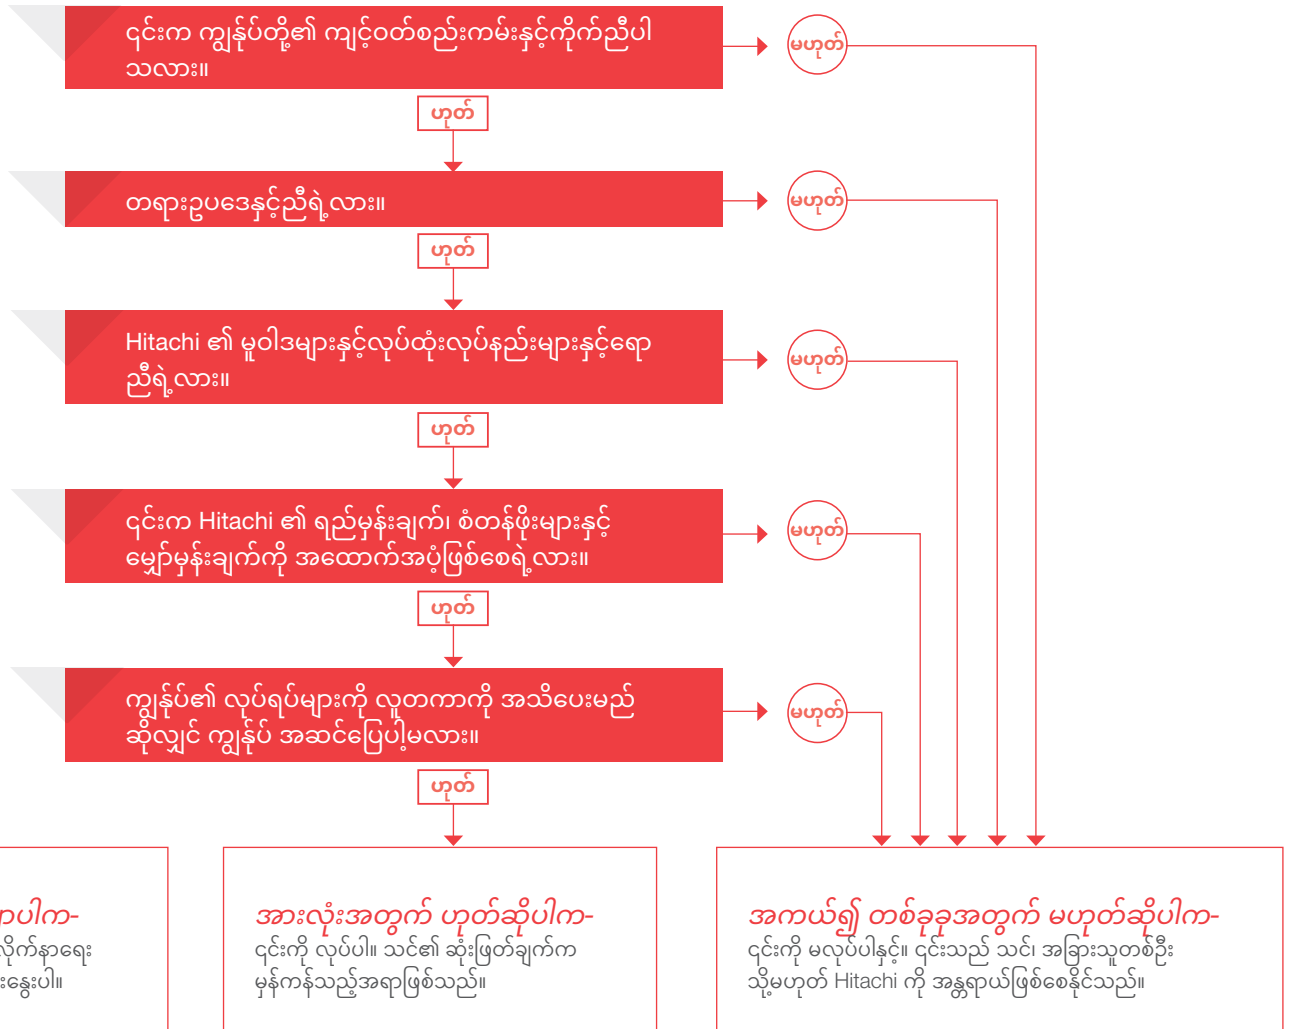 ၎င်းက ကျွန်ုပ်တို့၏ ကျင့်ဝတ်စည်းကမ်းနှင့်ကိုက်ညီပါ
သလား။
မဟုတ်
ဟုတ်
တရားဥပဒေနှင့်ညီရဲ့လား။
မဟုတ်
ဟုတ်
Hitachi ၏ မူဝါဒများနှင့်လုပ်ထုံးလုပ်နည်းများနှင့်ရော
ညီရဲ့လား။
မဟုတ်
ဟုတ်
၎င်းက Hitachi ၏ ရည်မှန်းချက်၊ စံတန်ဖိုးများနှင့်
မျှော်မှန်းချက်ကို အထောက်အပံ့ဖြစ်စေရဲ့လား။
မဟုတ်
ဟုတ်
ကျွန်ုပ်၏ လုပ်ရပ်များကို လူတကာကို အသိပေးမည်
ဆိုလျှင် ကျွန်ုပ် အဆင်ပြေပါ့မလား။
မဟုတ်
ဟုတ်
ပါက-
လိုက်နာရေး
နွေးပါ။
အားလုံးအတွက် ဟုတ်ဆိုပါက-
၎င်းကို လုပ်ပါ။ သင်၏ ဆုံးဖြတ်ချက်က
မှန်ကန်သည့်အရာဖြစ်သည်။
အကယ်၍ တစ်ခုခုအတွက် မဟုတ်ဆိုပါက-
၎င်းကို မလုပ်ပါနှင့်။ ၎င်းသည် သင်၊ အခြားသူတစ်ဦး
သို့မဟုတ် Hitachi ကို အန္တရာယ်ဖြစ်စေနိုင်သည်။